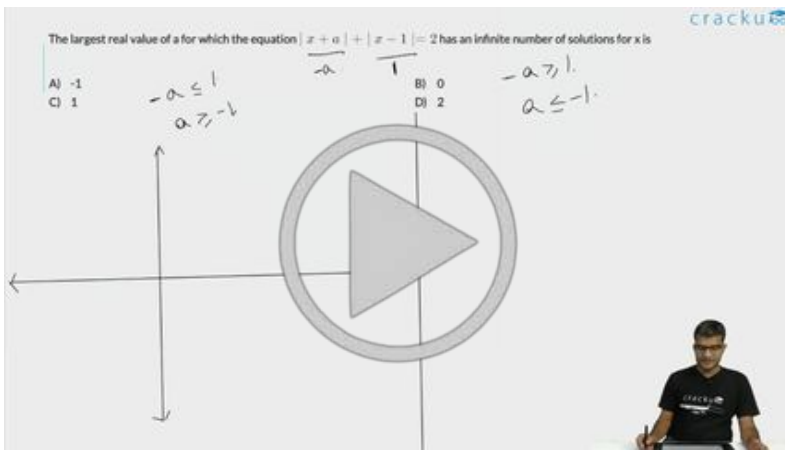 cracku
The largest real value of a for which the equation | x + a | + | x − 1 | = 2 has an infinite number of solutions for x is
-a 1
A) -1
B) 0
C) 1
D) 2
-a ≤ 1
a ≥ -1
-a ≥ 1.
a ≤ -1.
cracku